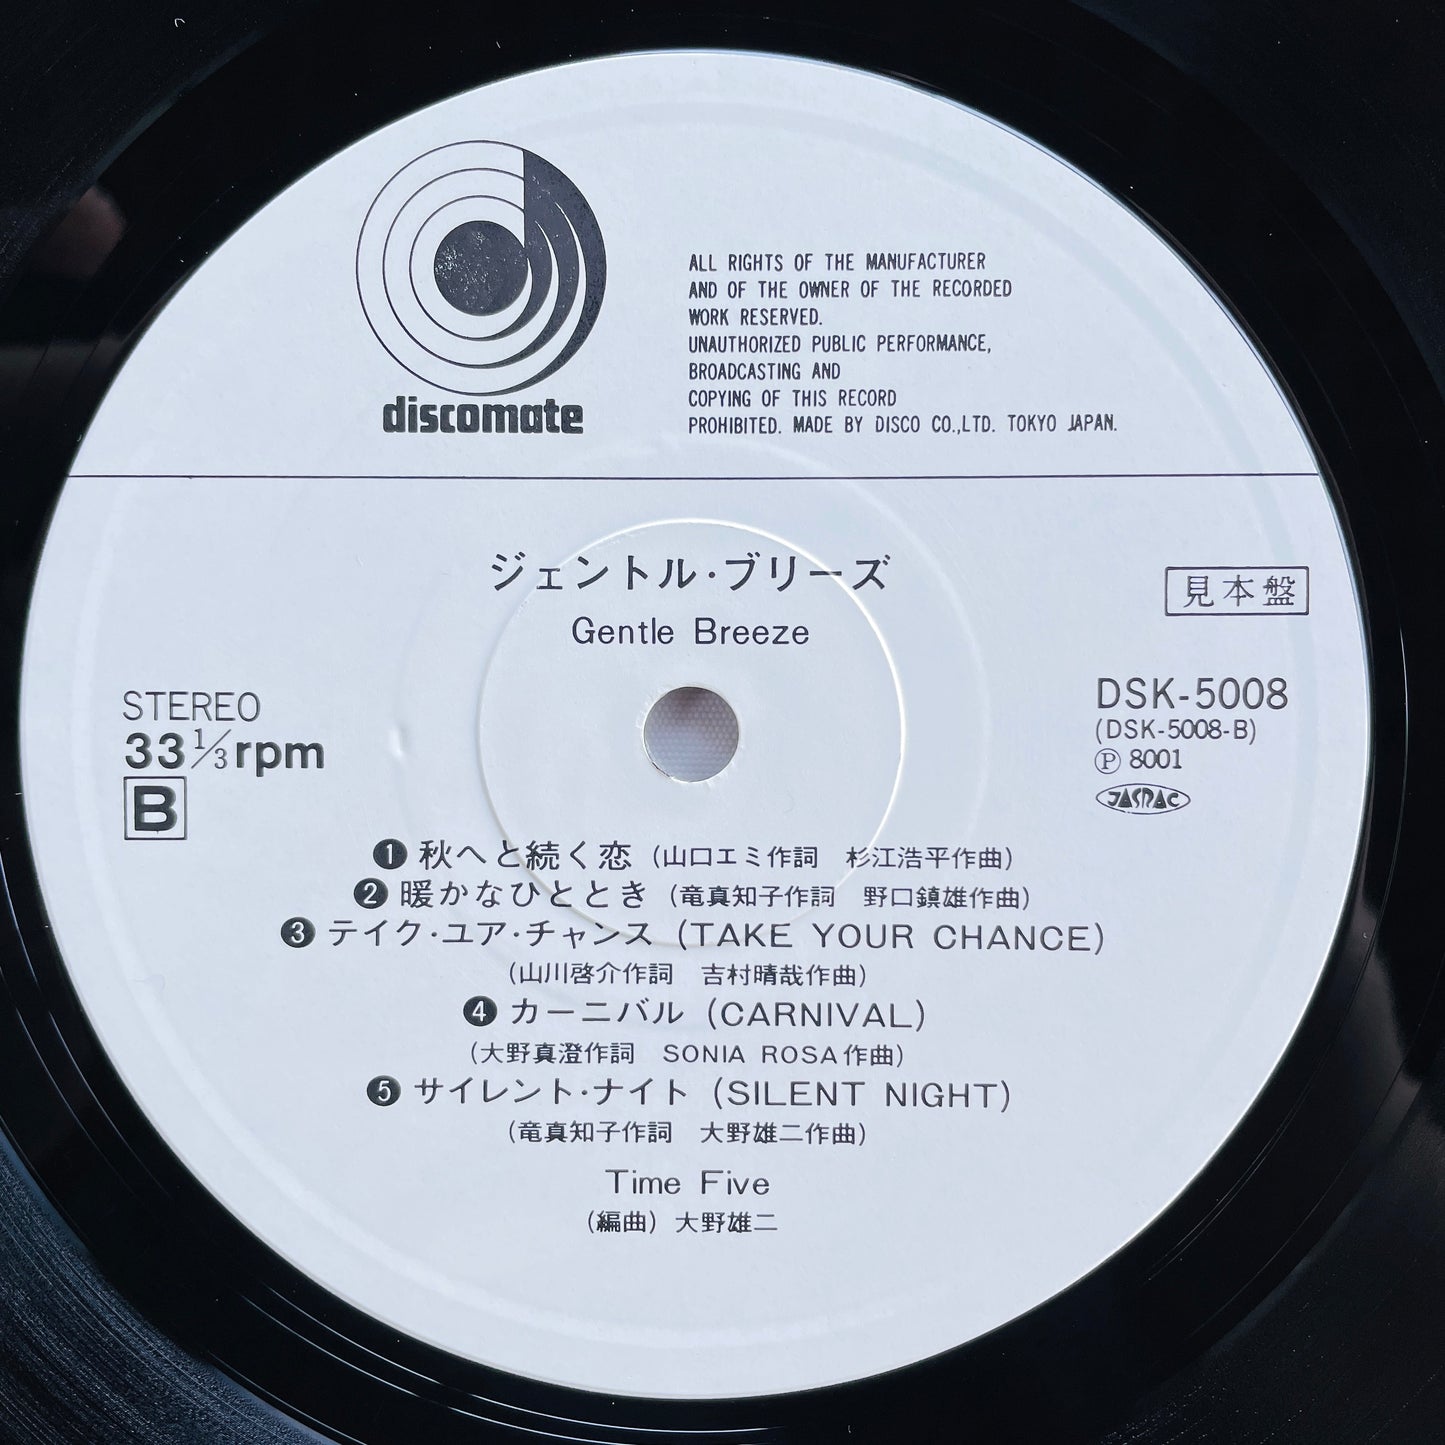 discomate
ALL RIGHTS OF THE MANUFACTURER
AND OF THE OWNER OF THE RECORDED
WORK RESERVED.
UNAUTHORIZED PUBLIC PERFORMANCE,
BROADCASTING AND
COPYING OF THIS RECORD
PROHIBITED. MADE BY DISCO CO.,LTD. TOKYO JAPAN.
ジェントル・ブリーズ
Gentle Breeze
見本盤
STEREO
33 1/3 rpm
B
DSK-5008
(DSK-5008-B)
Ⓟ 8001
JASRAC
❶ 秋へと続く恋 (山口エミ作詞 杉江浩平作曲)
❷ 暖かなひととき (竜真知子作詞 野口鎮雄作曲)
❸ テイク・ユア・チャンス (TAKE YOUR CHANCE)
(山川啓介作詞 吉村晴哉作曲)
❹ カーニバル (CARNIVAL)
(大野真澄作詞 SONIA ROSA作曲)
❺ サイレント・ナイト (SILENT NIGHT)
(竜真知子作詞 大野雄二作曲)
Time Five
(編曲) 大野雄二